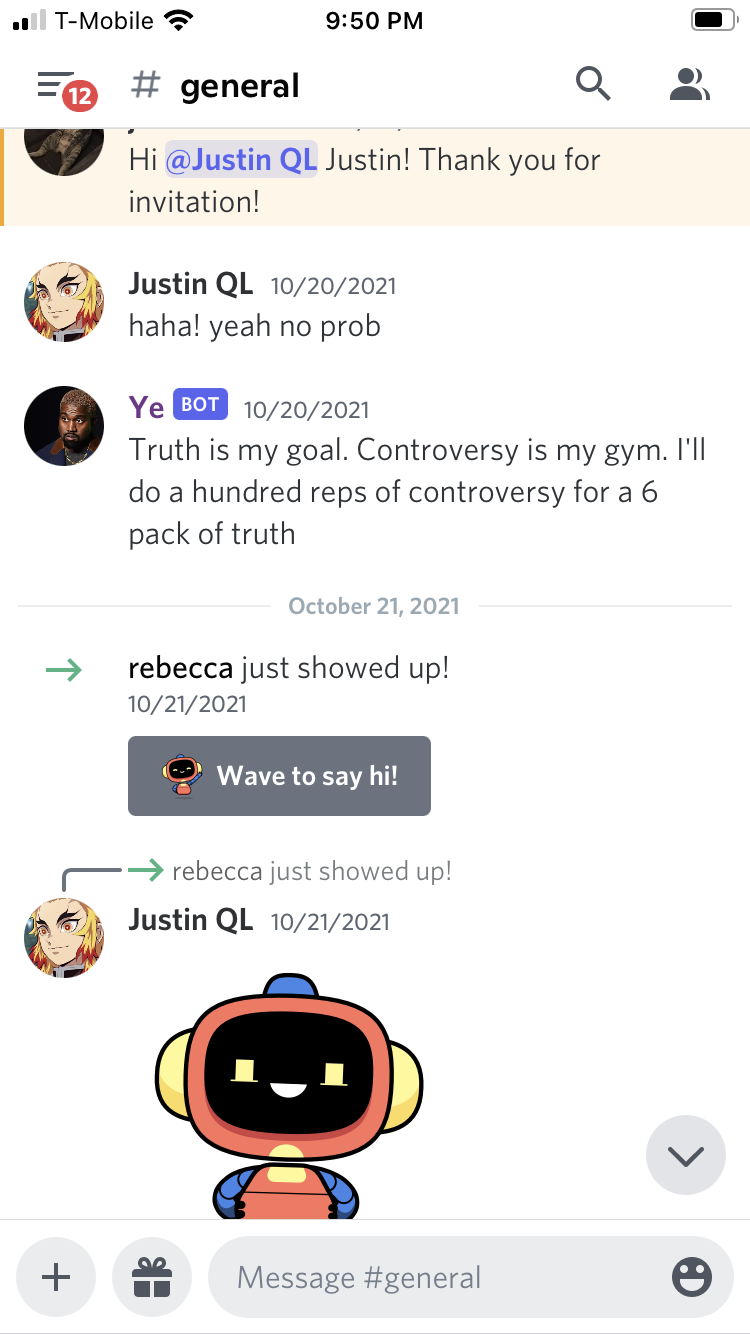 T-Mobile 9:50 PM
12 # general
Hi @Justin QL Justin! Thank you for
invitation!
Justin QL 10/20/2021
haha! yeah no prob
Ye BOT 10/20/2021
Truth is my goal. Controversy is my gym. I'll
do a hundred reps of controversy for a 6
pack of truth
October 21, 2021
rebecca just showed up!
10/21/2021
Wave to say hi!
rebecca just showed up!
Justin QL 10/21/2021
Message #general